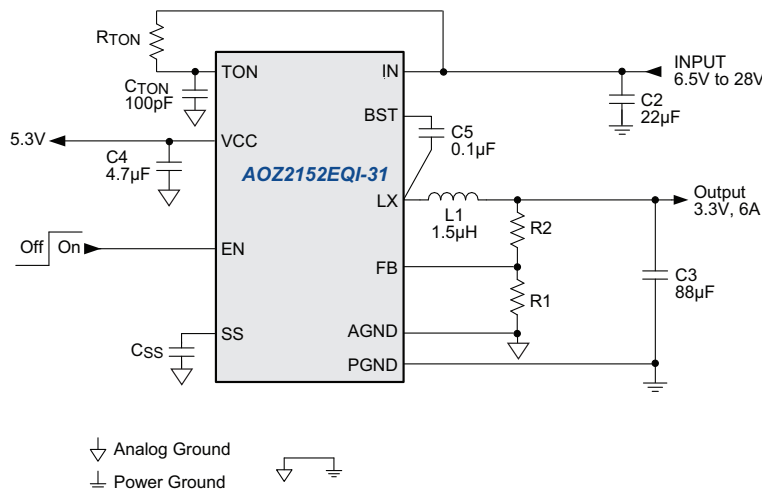 RTON
TON
IN
INPUT
6.5V to 28V
CTON
100pF
C2
22µF
BST
C5
0.1µF
5.3V
VCC
C4
4.7µF
AOZ2152EQI-31
LX
L1
1.5µH
Output
3.3V, 6A
R2
Off
On
EN
FB
C3
88µF
R1
SS
CSS
AGND
PGND
Analog Ground
Power Ground